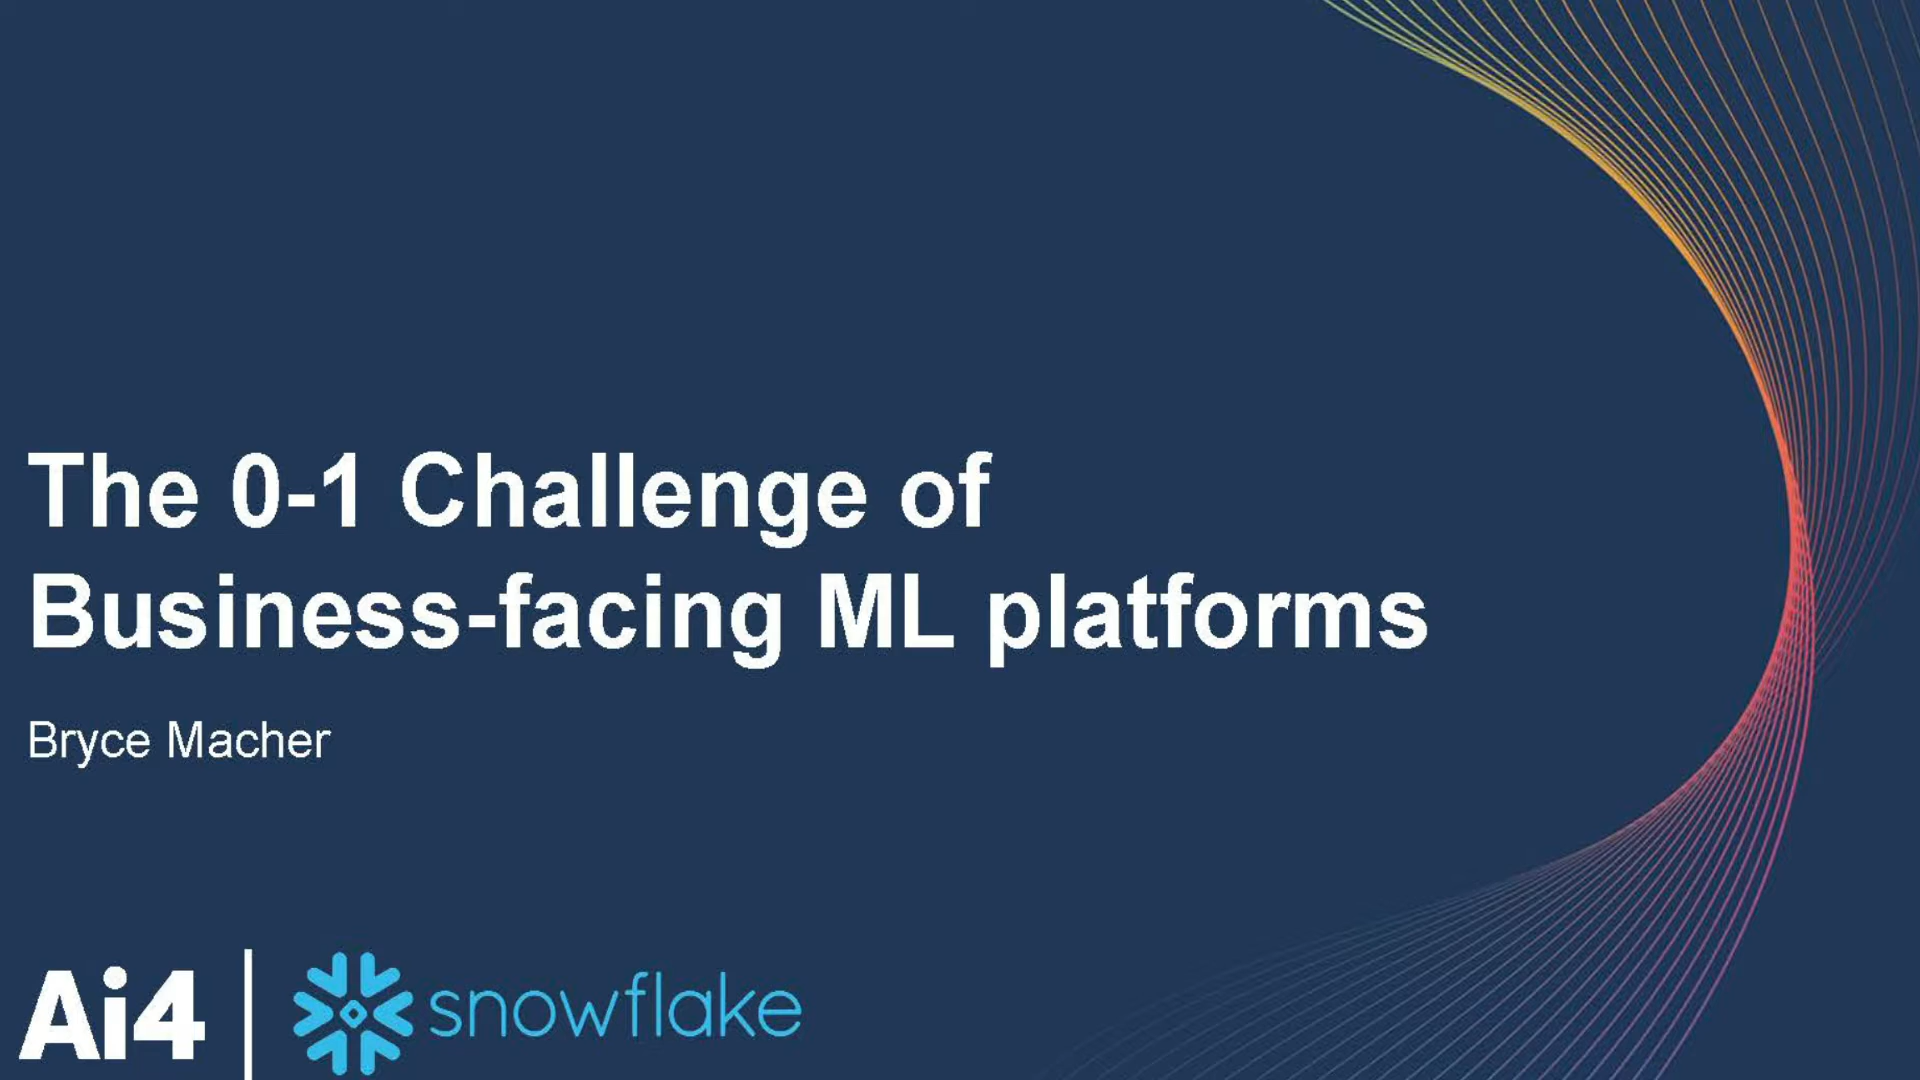 The 0-1 Challenge of
Business-facing ML platforms
Bryce Macher
Ai4 | snowflake